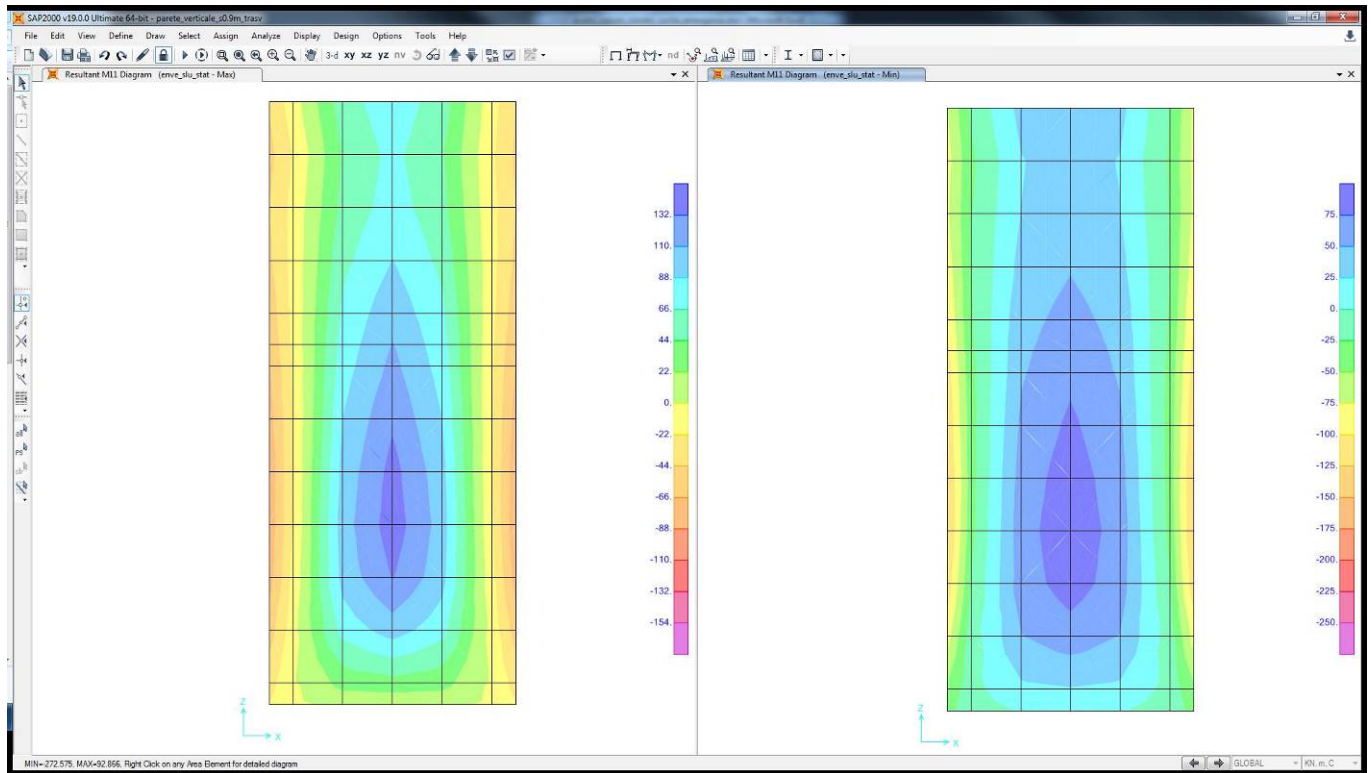 SAP2000 v19.0.0 Ultimate 64-bit - parete_verticale_s0.9m_trasv
File Edit View Define Draw Select Assign Analyze Display Design Options Tools Help
3-d xy xz yz nv nd
Resultant M11 Diagram (enve_slu_stat - Max)
Resultant M11 Diagram (enve_slu_stat - Min)
132.
110.
88.
66.
44.
22.
0.
-22.
-44.
-66.
-88.
-110.
-132.
-154.
Z
X
75.
50.
25.
0.
-25.
-50.
-75.
-100.
-125.
-150.
-175.
-200.
-225.
-250.
Z
X
MIN=-272.575, MAX=92.866, Right Click on any Area Element for detailed diagram
GLOBAL
KN, m, C